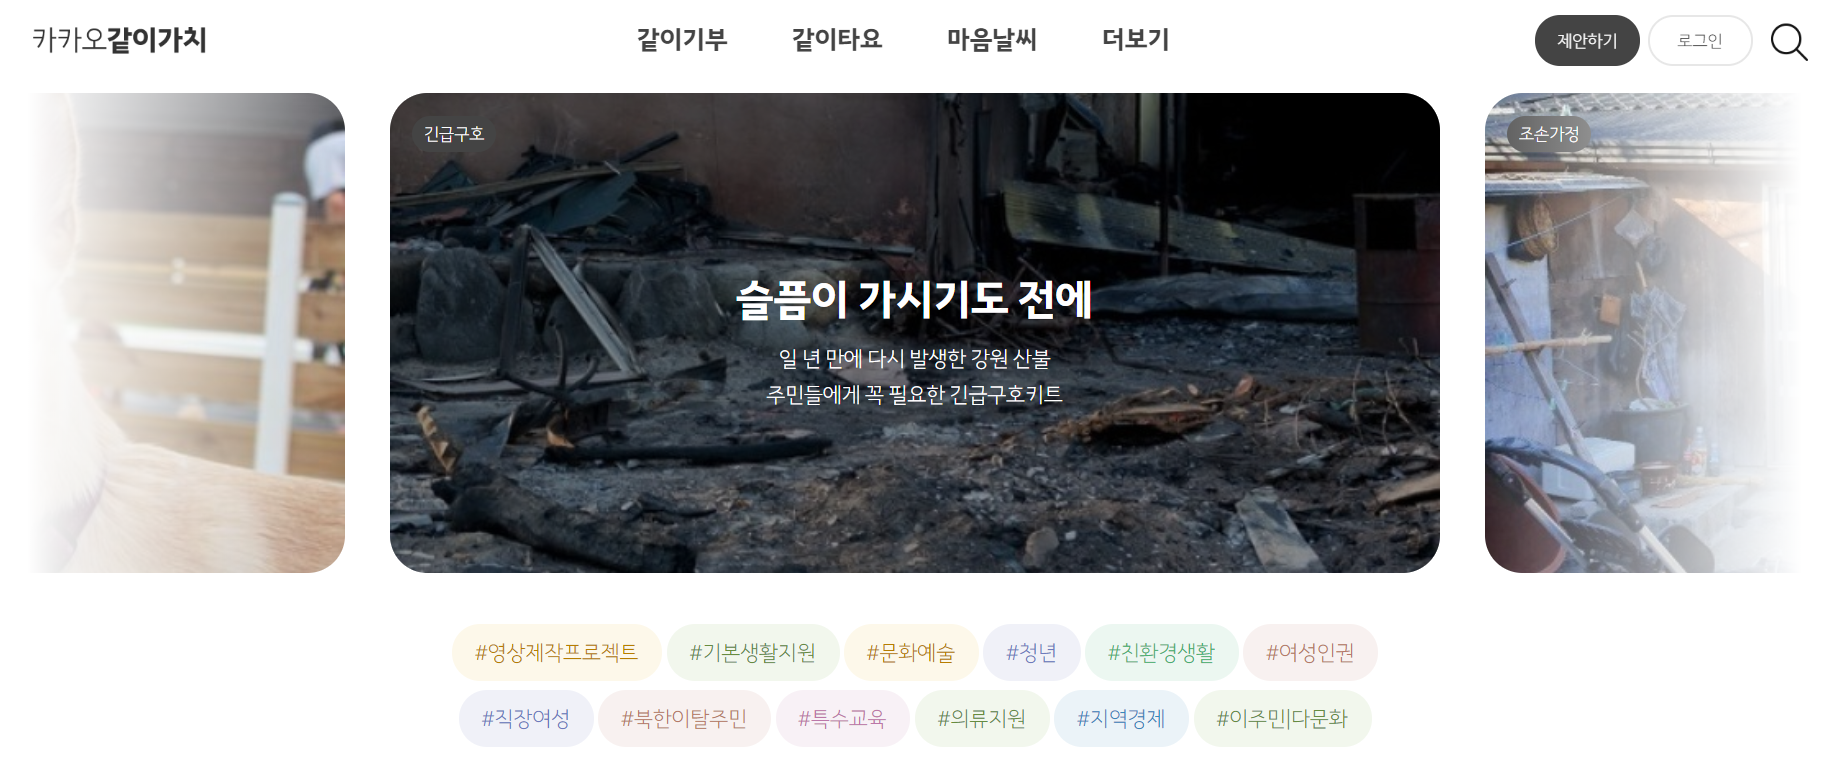 카카오같이가치
같이기부 같이타요 마음날씨 더보기
제안하기 로그인
긴급구호
슬픔이 가시기도 전에
일 년 만에 다시 발생한 강원 산불
주민들에게 꼭 필요한 긴급구호키트
조손가정
#영상제작프로젝트 #기본생활지원 #문화예술 #청년 #친환경생활 #여성인권
#직장여성 #북한이탈주민 #특수교육 #의류지원 #지역경제 #이주민|다문화